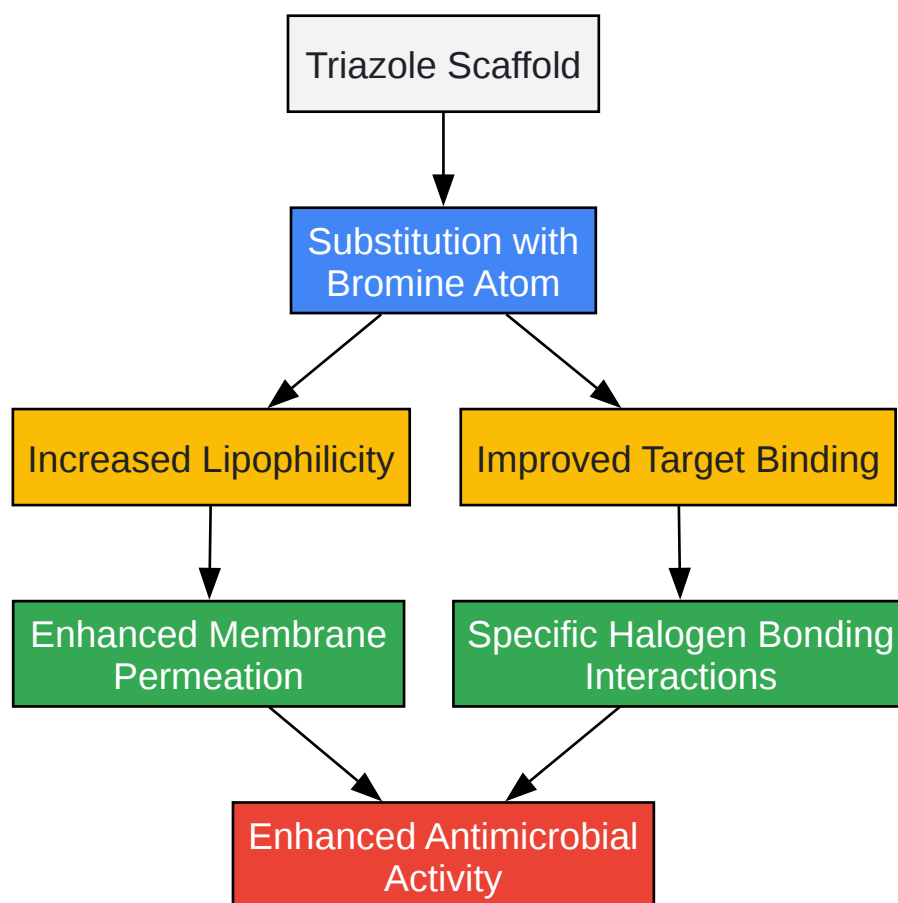 Triazole Scaffold
Substitution with
Bromine Atom
Increased Lipophilicity
Improved Target Binding
Enhanced Membrane
Permeation
Specific Halogen Bonding
Interactions
Enhanced Antimicrobial
Activity